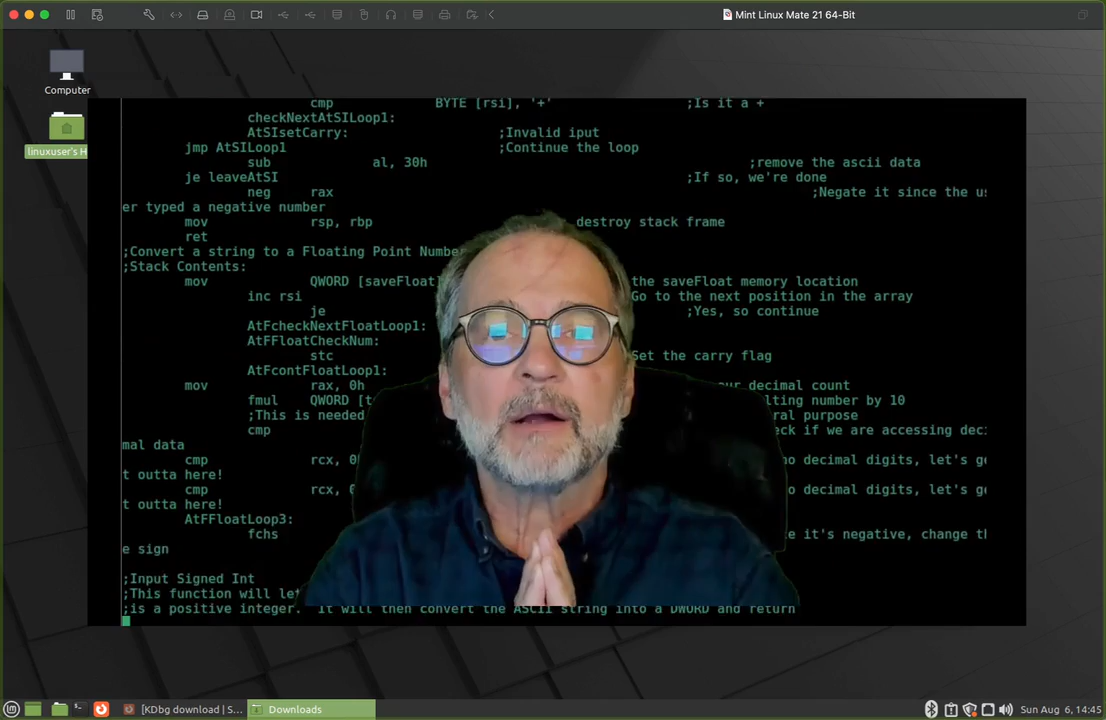 Mint Linux Mate 21 64-Bit
Computer
linuxuser's H
cmp BYTE [rsi], '+' ;Is it a +
checkNextAtSILoop1:
AtSIsetCarry: ;Invalid iput
jmp AtSILoop1 ;Continue the loop
sub al, 30h ;remove the ascii data
je leaveAtSI ;If so, we're done
neg rax ;Negate it since the us
er typed a negative number
mov rsp, rbp destroy stack frame
ret
;Convert a string to a Floating Point Numbe
;Stack Contents:
mov QWORD [saveFloat] the saveFloat memory location
inc rsi Go to the next position in the array
je ;Yes, so continue
AtFcheckNextFloatLoop1:
AtFFloatCheckNum:
stc Set the carry flag
AtFcontFloatLoop1:
mov rax, 0h ur decimal count
fmul QWORD [t lting number by 10
;This is needed ral purpose
cmp eck if we are accessing deci
mal data
cmp rcx, 0 no decimal digits, let's ge
t outta here!
cmp rcx, 0 no decimal digits, let's ge
t outta here!
AtFFloatLoop3:
fchs e it's negative, change th
e sign
;Input Signed Int
;This function will let
;is a positive integer. It will then convert the ASCII string into a DWORD and return
[KDbg download | S... Downloads Sun Aug 6, 14:45